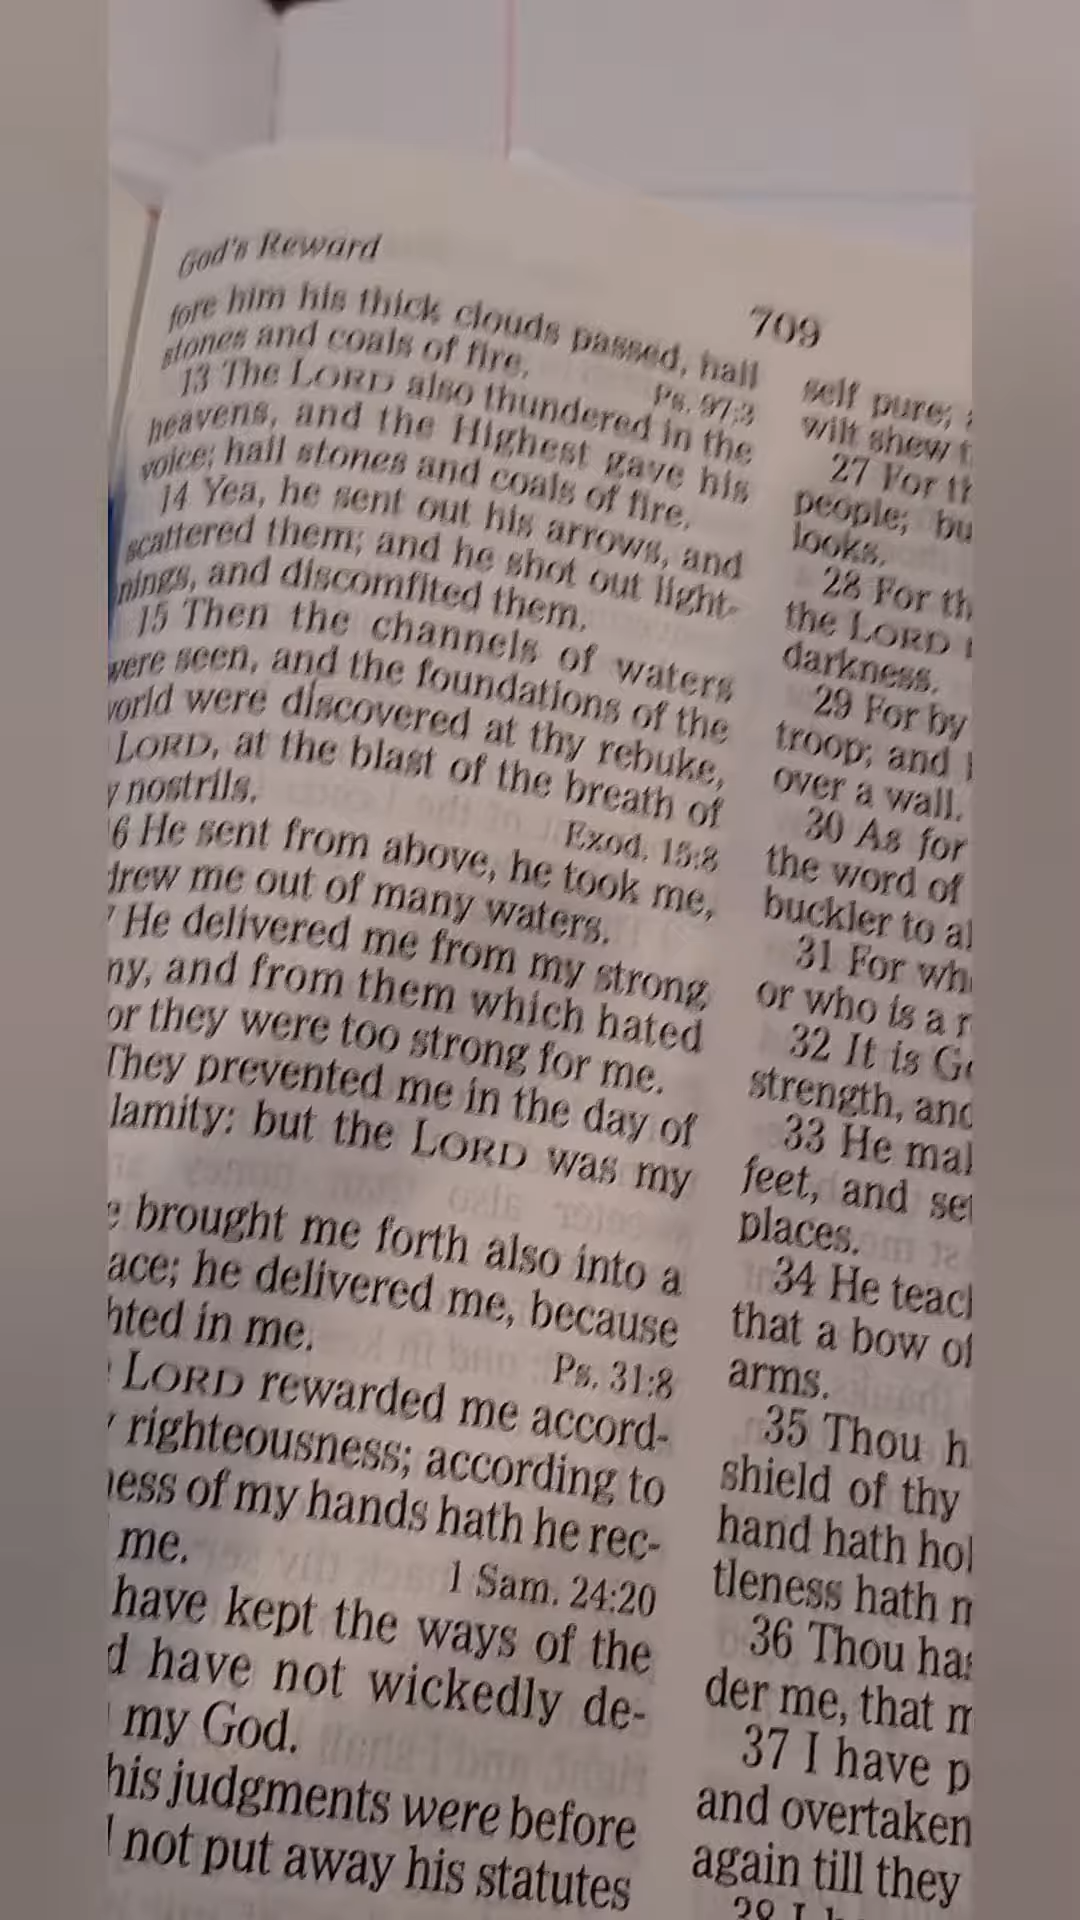 God's Reward
709
fore him his thick clouds passed, hail
stones and coals of fire.
Ps. 97:3
13 The LORD also thundered in the
heavens, and the Highest gave his
voice; hail stones and coals of fire.
14 Yea, he sent out his arrows, and
scattered them; and he shot out light-
nings, and discomfited them.
15 Then the channels of waters
were seen, and the foundations of the
world were discovered at thy rebuke,
LORD, at the blast of the breath of
y nostrils.
Exod. 15:8
6 He sent from above, he took me,
drew me out of many waters.
He delivered me from my strong
ny, and from them which hated
or they were too strong for me.
They prevented me in the day of
lamity: but the LORD was my
e brought me forth also into a
ace; he delivered me, because
hted in me.
Ps. 31:8
LORD rewarded me accord-
righteousness; according to
ness of my hands hath he rec-
me.
1 Sam. 24:20
have kept the ways of the
d have not wickedly de-
my God.
his judgments were before
not put away his statutes
self pure;
wilt shew
27 For th
people; bu
looks.
28 For th
the LORD
darkness.
29 For by
troop; and
over a wall.
30 As for
the word of
buckler to al
31 For wh
or who is a r
32 It is Go
strength, and
33 He mak
feet, and set
places.
34 He teach
that a bow of
arms.
35 Thou h
shield of thy
hand hath hol
tleness hath m
36 Thou has
der me, that m
37 I have p
and overtaken
again till they
38 I h